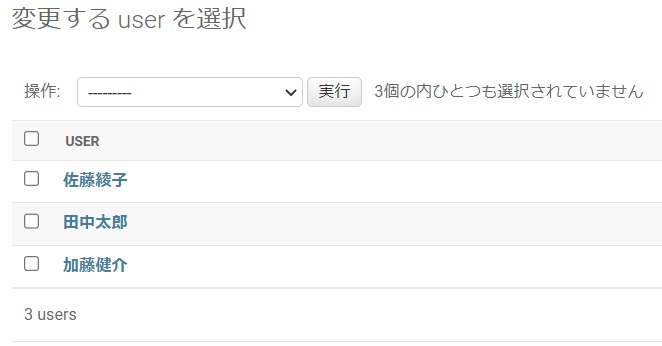 変更する user を選択
操作: --------- 実行 3個の内ひとつも選択されていません
USER
佐藤綾子
田中太郎
加藤健介
3 users